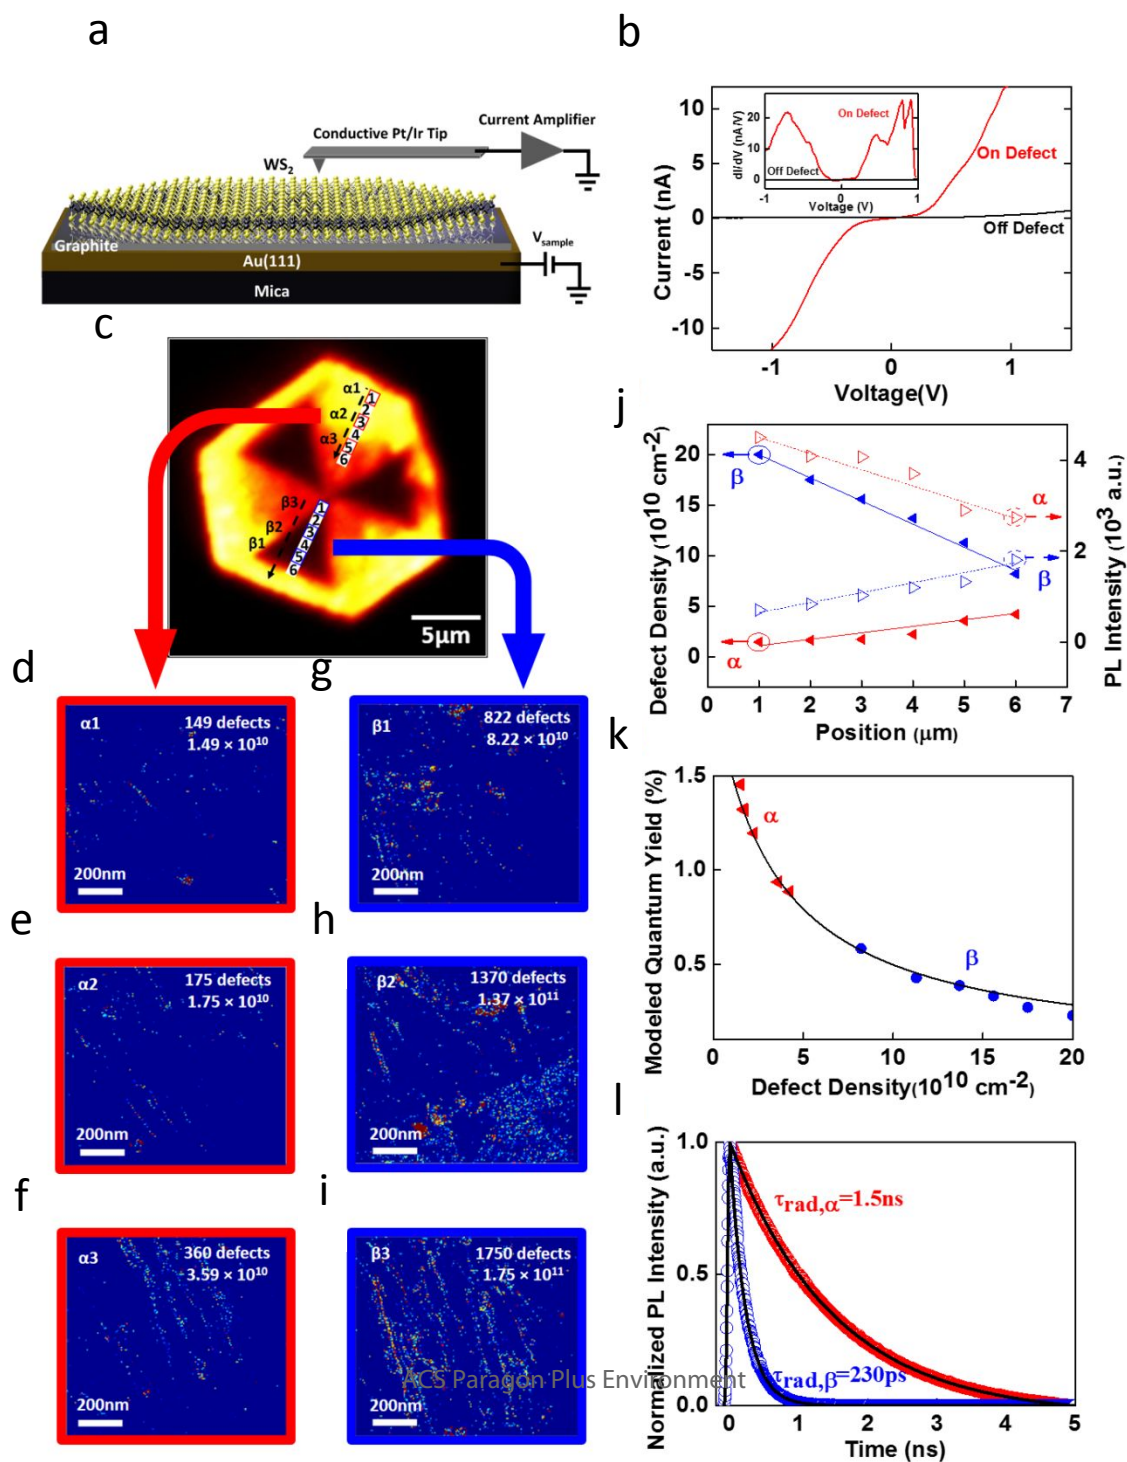 a
Conductive Pt/Ir Tip
Current Amplifier
WS2
Graphite
Au(111)
Mica
Vsample
b
Current (nA)
10
5
0
-5
-10
-1
0
1
Voltage(V)
On Defect
Off Defect
dI/dV (nA/V)
20
10
0
On Defect
Off Defect
-1
0
1
Voltage (V)
c
α1
α2
α3
1
2
3
4
5
6
β3
β2
β1
1
2
3
4
5
6
5μm
d
α1
149 defects
1.49 × 10^10
200nm
e
α2
175 defects
1.75 × 10^10
200nm
f
α3
360 defects
3.59 × 10^10
200nm
g
β1
822 defects
8.22 × 10^10
200nm
h
β2
1370 defects
1.37 × 10^11
200nm
i
β3
1750 defects
1.75 × 10^11
200nm
j
Defect Density (10^10 cm^-2)
20
15
10
5
0
β
α
α
β
4
2
0
PL Intensity (10^3 a.u.)
0
1
2
3
4
5
6
7
Position (μm)
k
Modeled Quantum Yield (%)
1.5
1.0
0.5
α
β
0
5
10
15
20
Defect Density(10^10 cm^-2)
l
Normalized PL Intensity (a.u.)
1.0
0.5
0.0
τrad,α=1.5ns
τrad,β=230ps
0
1
2
3
4
5
Time (ns)
ACS Paragon Plus Environment